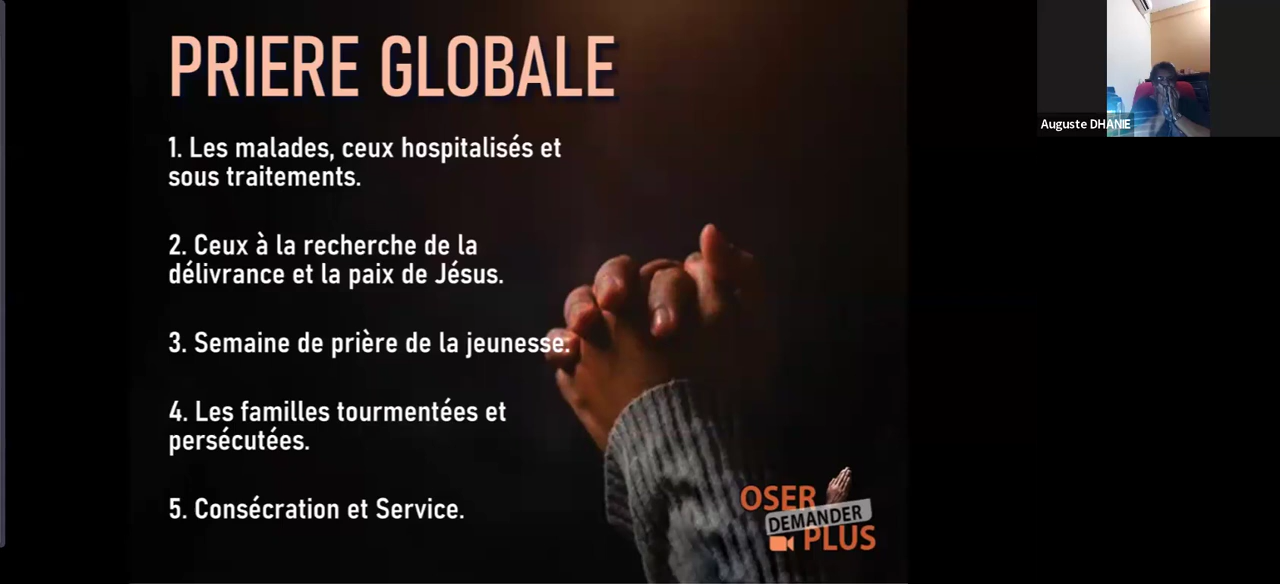 PRIERE GLOBALE
1. Les malades, ceux hospitalisés et
sous traitements.
2. Ceux à la recherche de la
délivrance et la paix de Jésus.
3. Semaine de prière de la jeunesse.
4. Les familles tourmentées et
persécutées.
5. Consécration et Service.
OSER
DEMANDER
PLUS
Auguste DHANIE